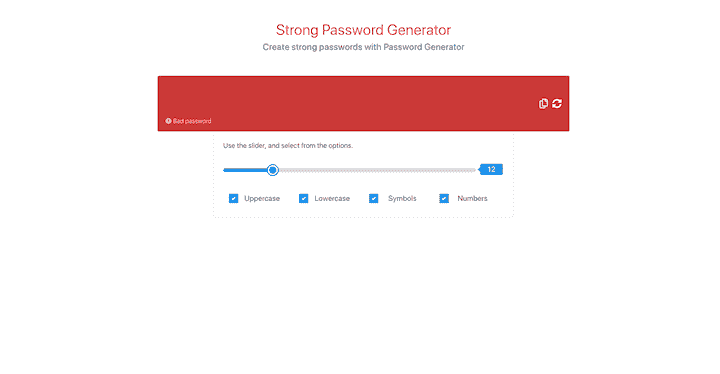 Strong Password Generator
Create strong passwords with Password Generator
Bad password
Use the slider, and select from the options.
12
Uppercase Lowercase Symbols Numbers